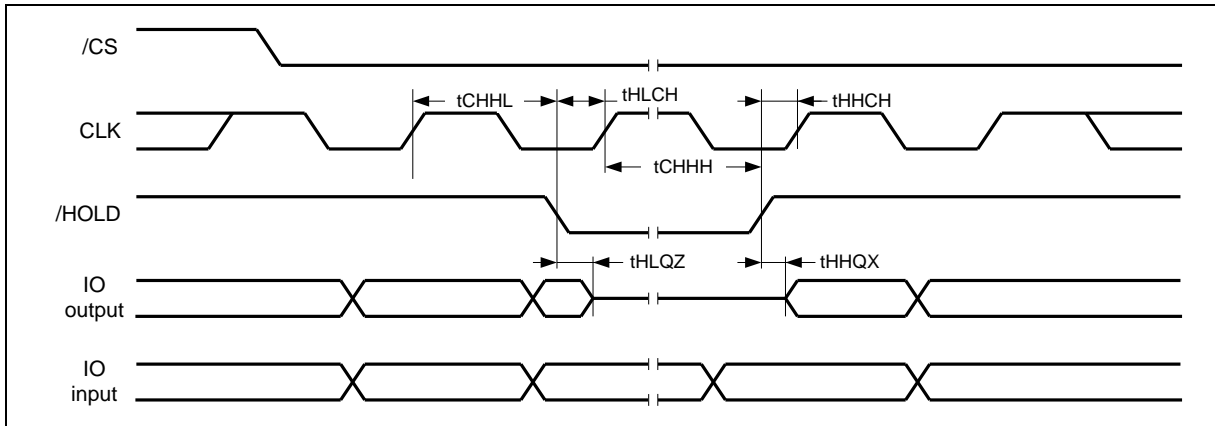 /CS
tCHHL
tHLCH
tHHCH
CLK
tCHHH
/HOLD
tHLQZ
tHHQX
IO
output
IO
input